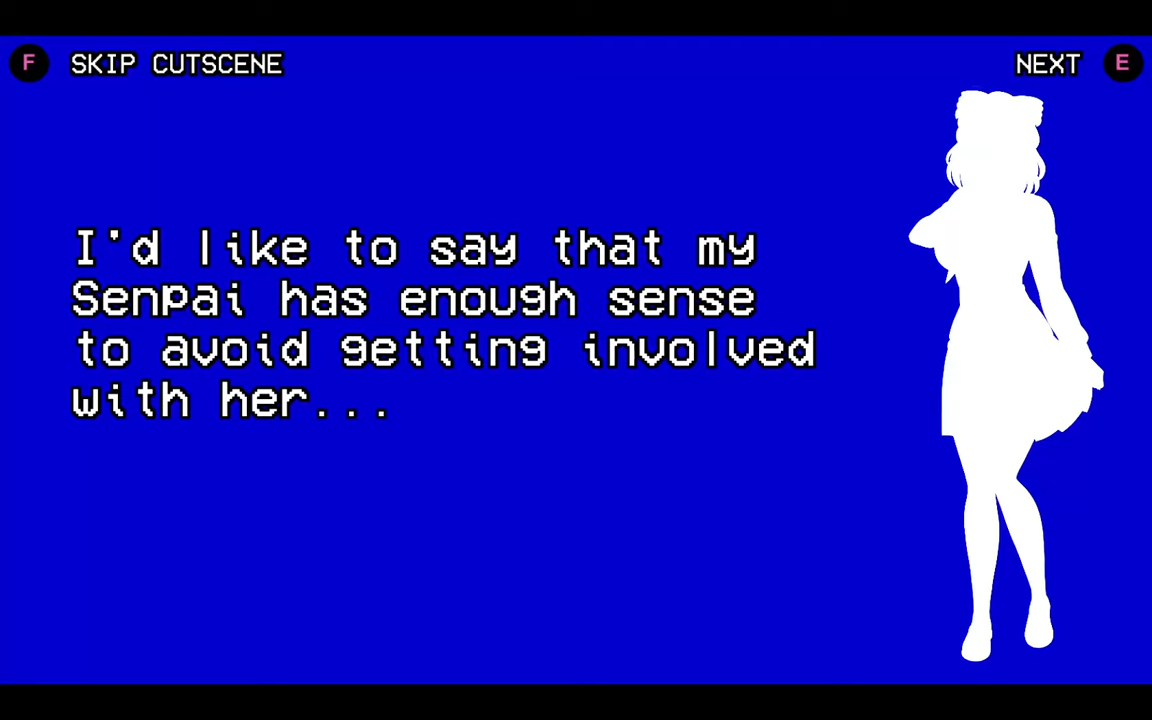 F SKIP CUTSCENE
NEXT E
I'd like to say that my
Senpai has enough sense
to avoid getting involved
with her...